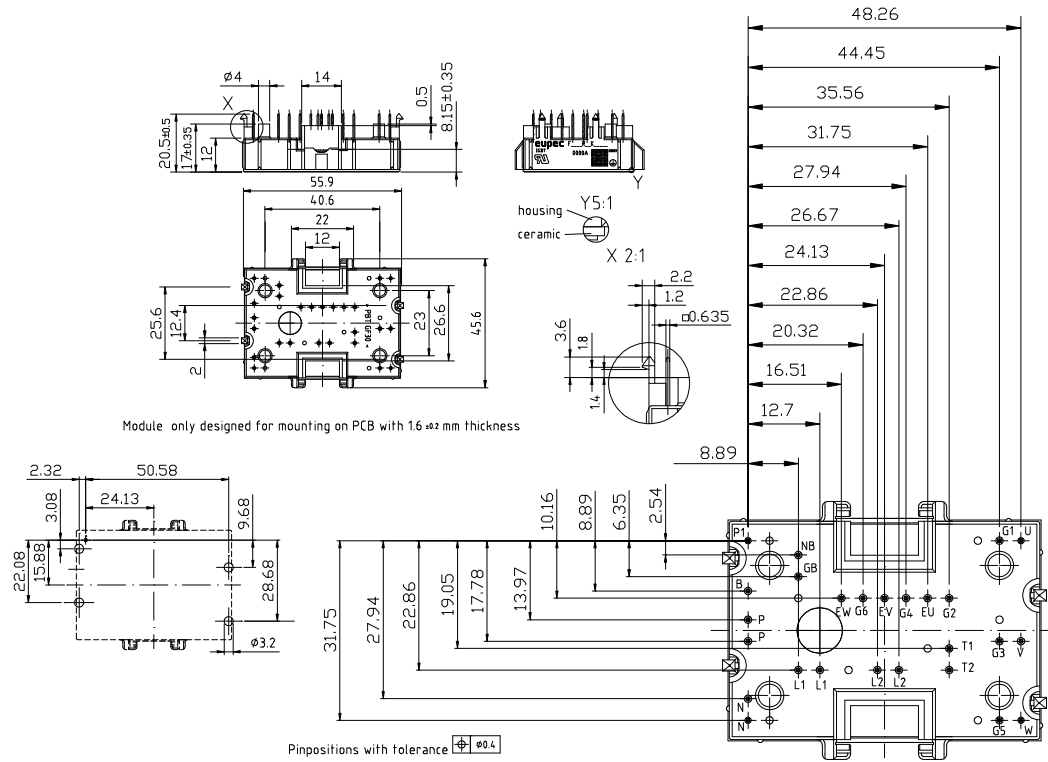 48.26
44.45
35.56
31.75
27.94
26.67
24.13
22.86
20.32
16.51
12.7
8.89
ø4
14
0.5
8.15±0.35
X
20.5±0.5
17±0.35
12
55.9
40.6
22
12
eupec
0000A
Y
Y5:1
housing
ceramic
X 2:1
2.2
1.2
□0.635
3.6
1.8
1.4
25.6
12.4
2
23
26.6
45.6
Module only designed for mounting on PCB with 1.6 ±0.2 mm thickness
2.32
50.58
24.13
3.08
9.68
22.08
15.88
28.68
ø3.2
10.16
8.89
6.35
2.54
31.75
27.94
22.86
19.05
17.78
13.97
P1
NB
GB
B
P
P
G1
U
EW
G6
EV
G4
EU
G2
T1
T2
G3
V
L1
L1
L2
L2
N
N
G5
W
Pinpositions with tolerance ø0.4